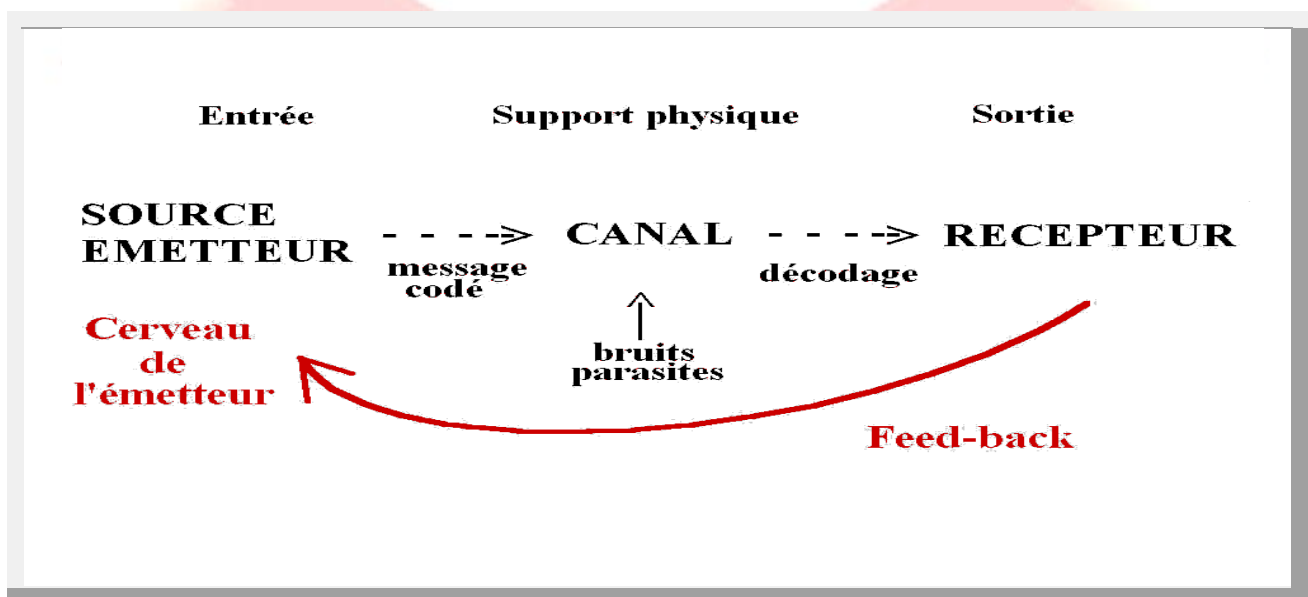 Entrée Support physique Sortie
SOURCE
EMETTEUR
message
codé
CANAL
décodage
RECEPTEUR
bruits
parasites
Cerveau
de
l'émetteur
Feed-back